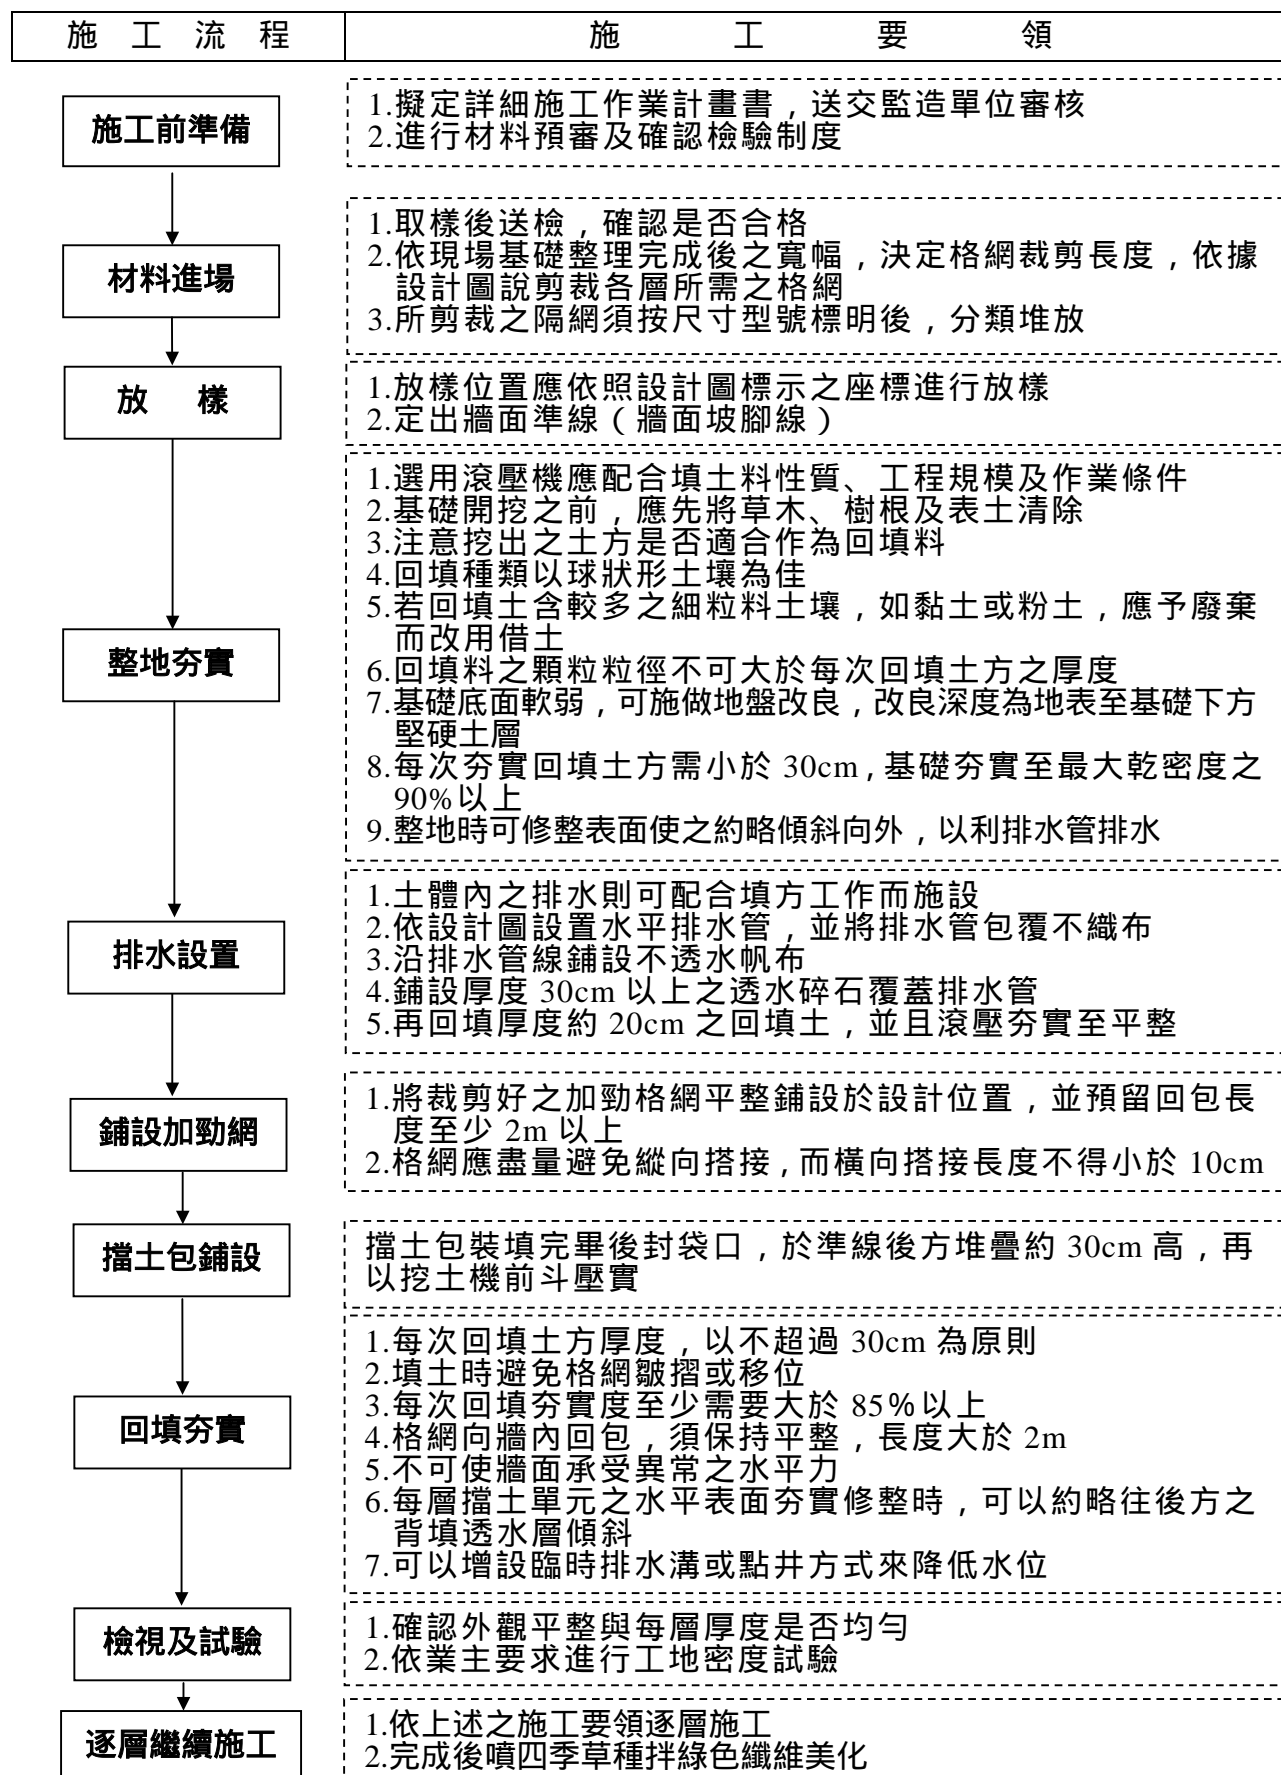 施工流程 施工要領
施工前準備
1.擬定詳細施工作業計畫書，送交監造單位審核
2.進行材料預審及確認檢驗制度
材料進場
1.取樣後送檢，確認是否合格
2.依現場基礎整理完成後之寬幅，決定格網裁剪長度，依據
設計圖說剪裁各層所需之格網
3.所剪裁之隔網須按尺寸型號標明後，分類堆放
放樣
1.放樣位置應依照設計圖標示之座標進行放樣
2.定出牆面準線（牆面坡腳線）
整地夯實
1.選用滾壓機應配合填土料性質、工程規模及作業條件
2.基礎開挖之前，應先將草木、樹根及表土清除
3.注意挖出之土方是否適合作為回填料
4.回填種類以球狀形土壤為佳
5.若回填土含較多之細粒料土壤，如黏土或粉土，應予廢棄
而改用借土
6.回填料之顆粒粒徑不可大於每次回填土方之厚度
7.基礎底面軟弱，可施做地盤改良，改良深度為地表至基礎下方
堅硬土層
8.每次夯實回填土方需小於 30cm，基礎夯實至最大乾密度之
90%以上
9.整地時可修整表面使之約略傾斜向外，以利排水管排水
排水設置
1.土體內之排水則可配合填方工作而施設
2.依設計圖設置水平排水管，並將排水管包覆不織布
3.沿排水管線鋪設不透水帆布
4.鋪設厚度 30cm 以上之透水碎石覆蓋排水管
5.再回填厚度約 20cm 之回填土，並且滾壓夯實至平整
鋪設加勁網
1.將裁剪好之加勁格網平整鋪設於設計位置，並預留回包長
度至少 2m 以上
2.格網應盡量避免縱向搭接，而橫向搭接長度不得小於 10cm
擋土包鋪設
擋土包裝填完畢後封袋口，於準線後方堆疊約 30cm 高，再
以挖土機前斗壓實
回填夯實
1.每次回填土方厚度，以不超過 30cm 為原則
2.填土時避免格網皺摺或移位
3.每次回填夯實度至少需要大於 85%以上
4.格網向牆內回包，須保持平整，長度大於 2m
5.不可使牆面承受異常之水平力
6.每層擋土單元之水平表面夯實修整時，可以約略往後方之
背填透水層傾斜
7.可以增設臨時排水溝或點井方式來降低水位
檢視及試驗
1.確認外觀平整與每層厚度是否均勻
2.依業主要求進行工地密度試驗
逐層繼續施工
1.依上述之施工要領逐層施工
2.完成後噴四季草種拌綠色纖維美化